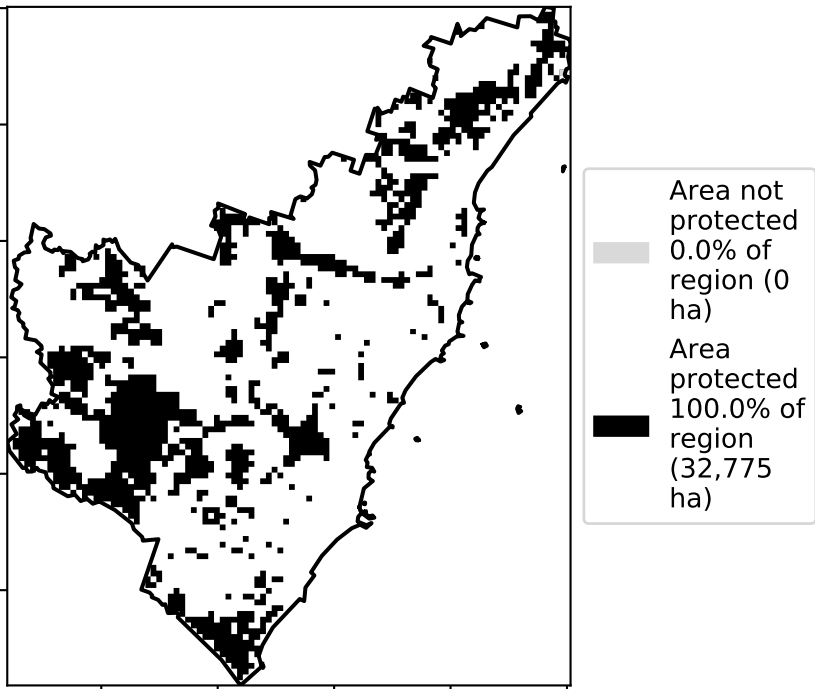 Area not
protected
0.0% of
region (0
ha)
Area
protected
100.0% of
region
(32,775
ha)